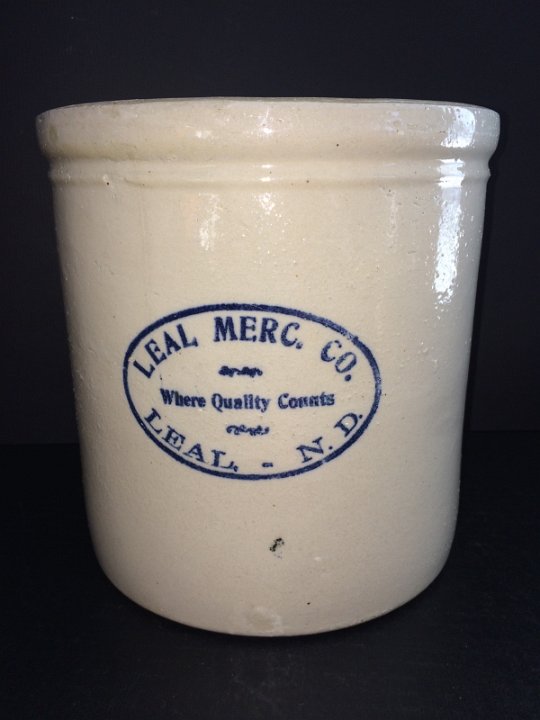 LEAL MERC. CO.
Where Quality Counts
LEAL. - N. D.